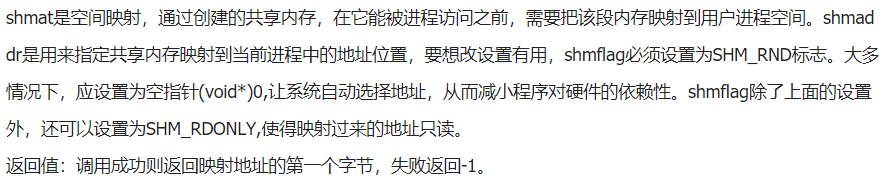 shmat是空间映射，通过创建的共享内存，在它能被进程访问之前，需要把该段内存映射到用户进程空间。shmad
dr是用来指定共享内存映射到当前进程中的地址位置，要想改设置有用，shmflag必须设置为SHM_RND标志。大多
情况下，应设置为空指针(void*)0,让系统自动选择地址，从而减小程序对硬件的依赖性。shmflag除了上面的设置
外，还可以设置为SHM_RDONLY,使得映射过来的地址只读。
返回值：调用成功则返回映射地址的第一个字节，失败返回-1。